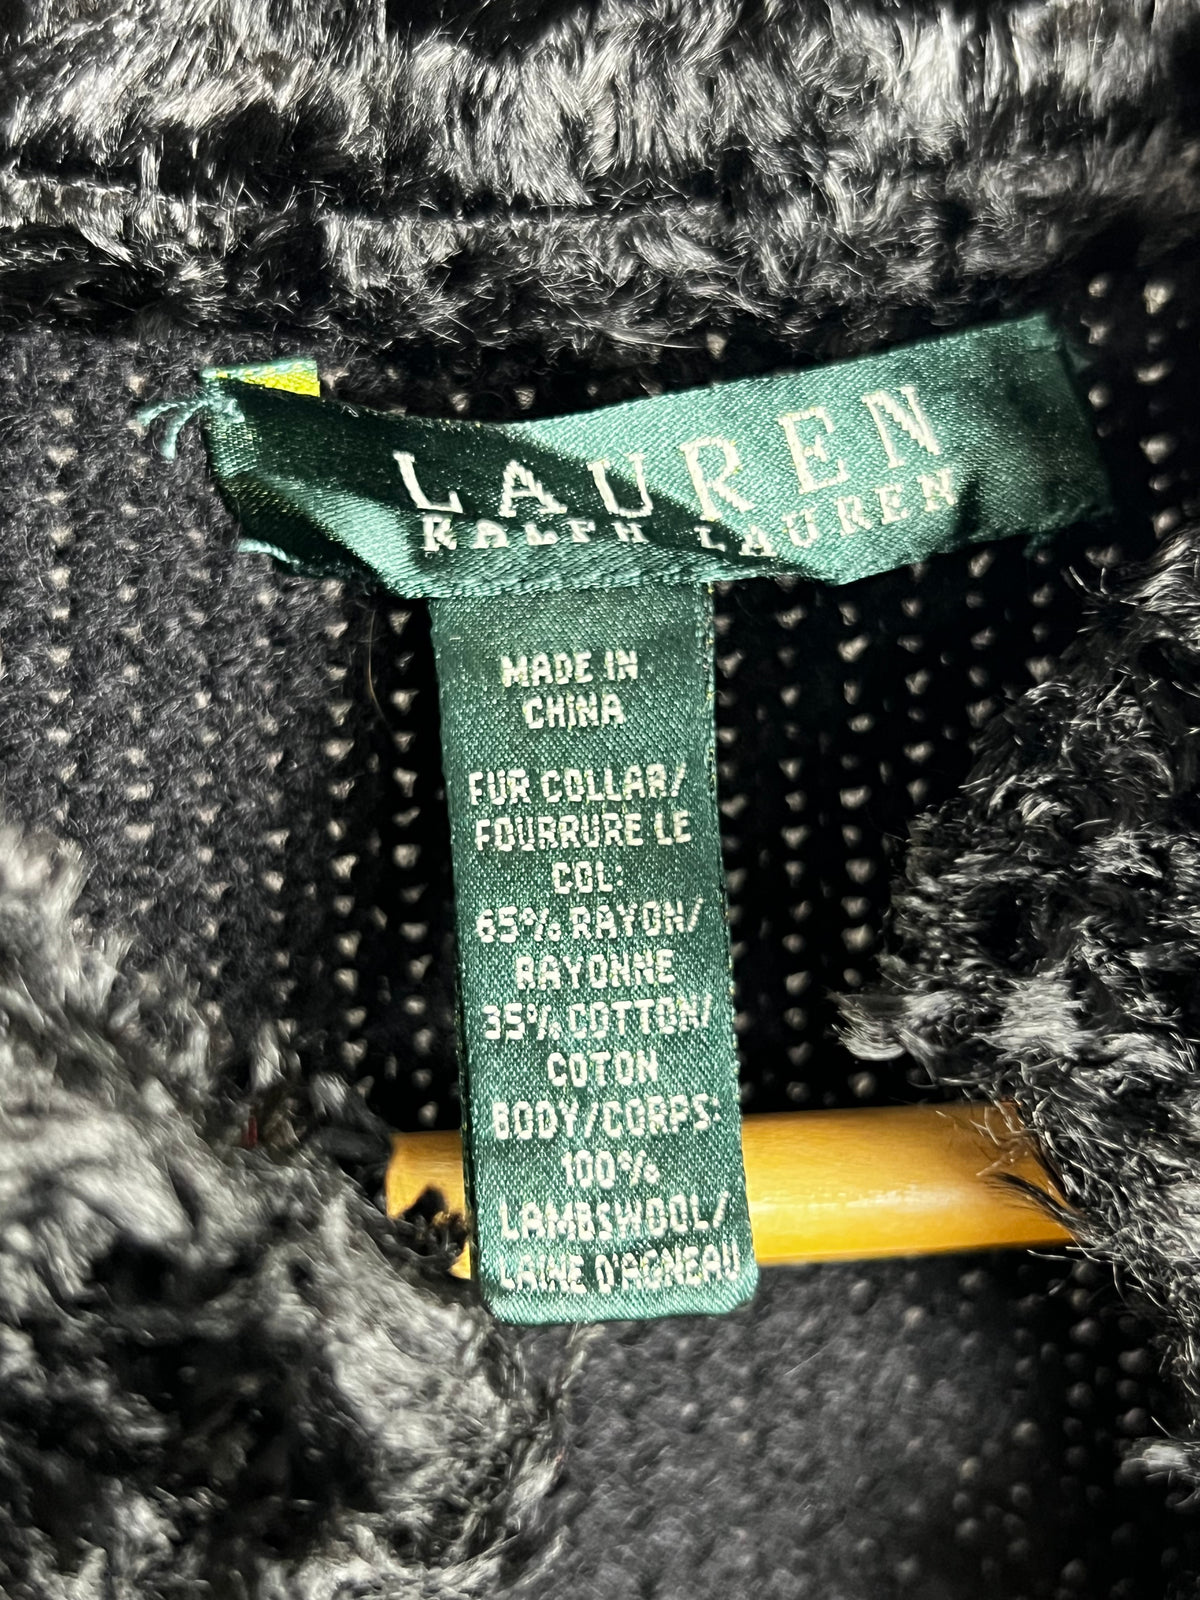 LAUREN
RALPH LAUREN
MADE IN
CHINA
FUR COLLAR/
FOURRURE LE
COL:
65% RAYON/
RAYONNE
35% COTTON/
COTON
BODY/CORPS:
100%
LAMBSWOOL/
LAINE D'AGNEAU